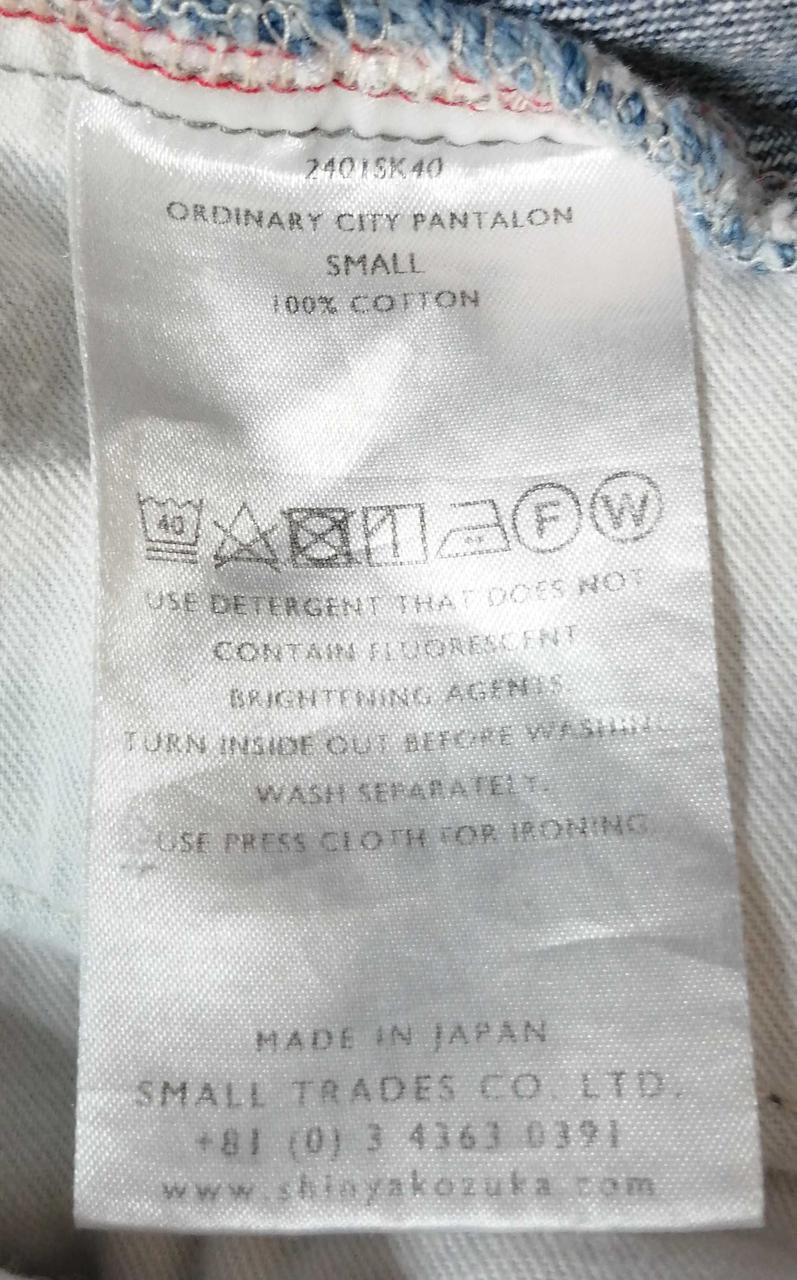 2401SK40
ORDINARY CITY PANTALON
SMALL
100% COTTON
40 F W
USE DETERGENT THAT DOES NOT
CONTAIN FLUORESCENT
BRIGHTENING AGENTS.
TURN INSIDE OUT BEFORE WASHING.
WASH SEPARATELY.
USE PRESS CLOTH FOR IRONING.
MADE IN JAPAN
SMALL TRADES CO. LTD.
+81 (0) 3 4363 0391
www.shinyakozuka.com